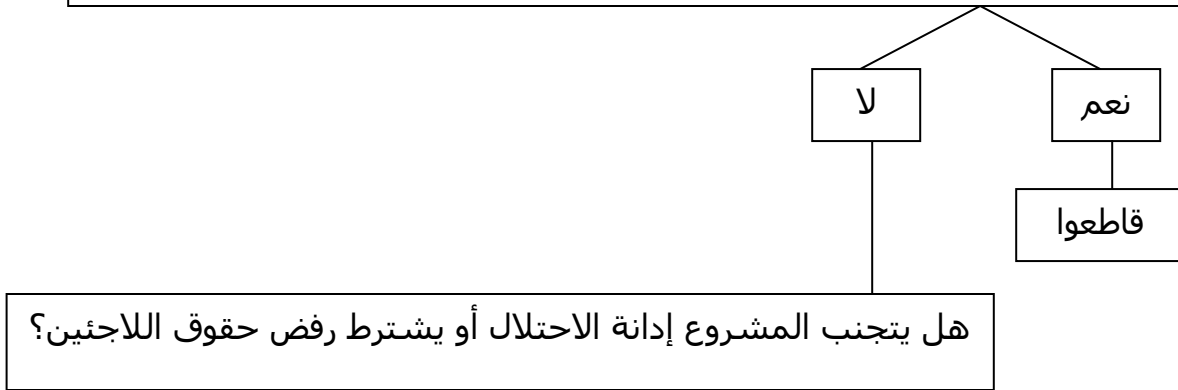 نعم
لا
قاطعوا
هل يتجنب المشروع إدانة الاحتلال أو يشترط رفض حقوق اللاجئين؟